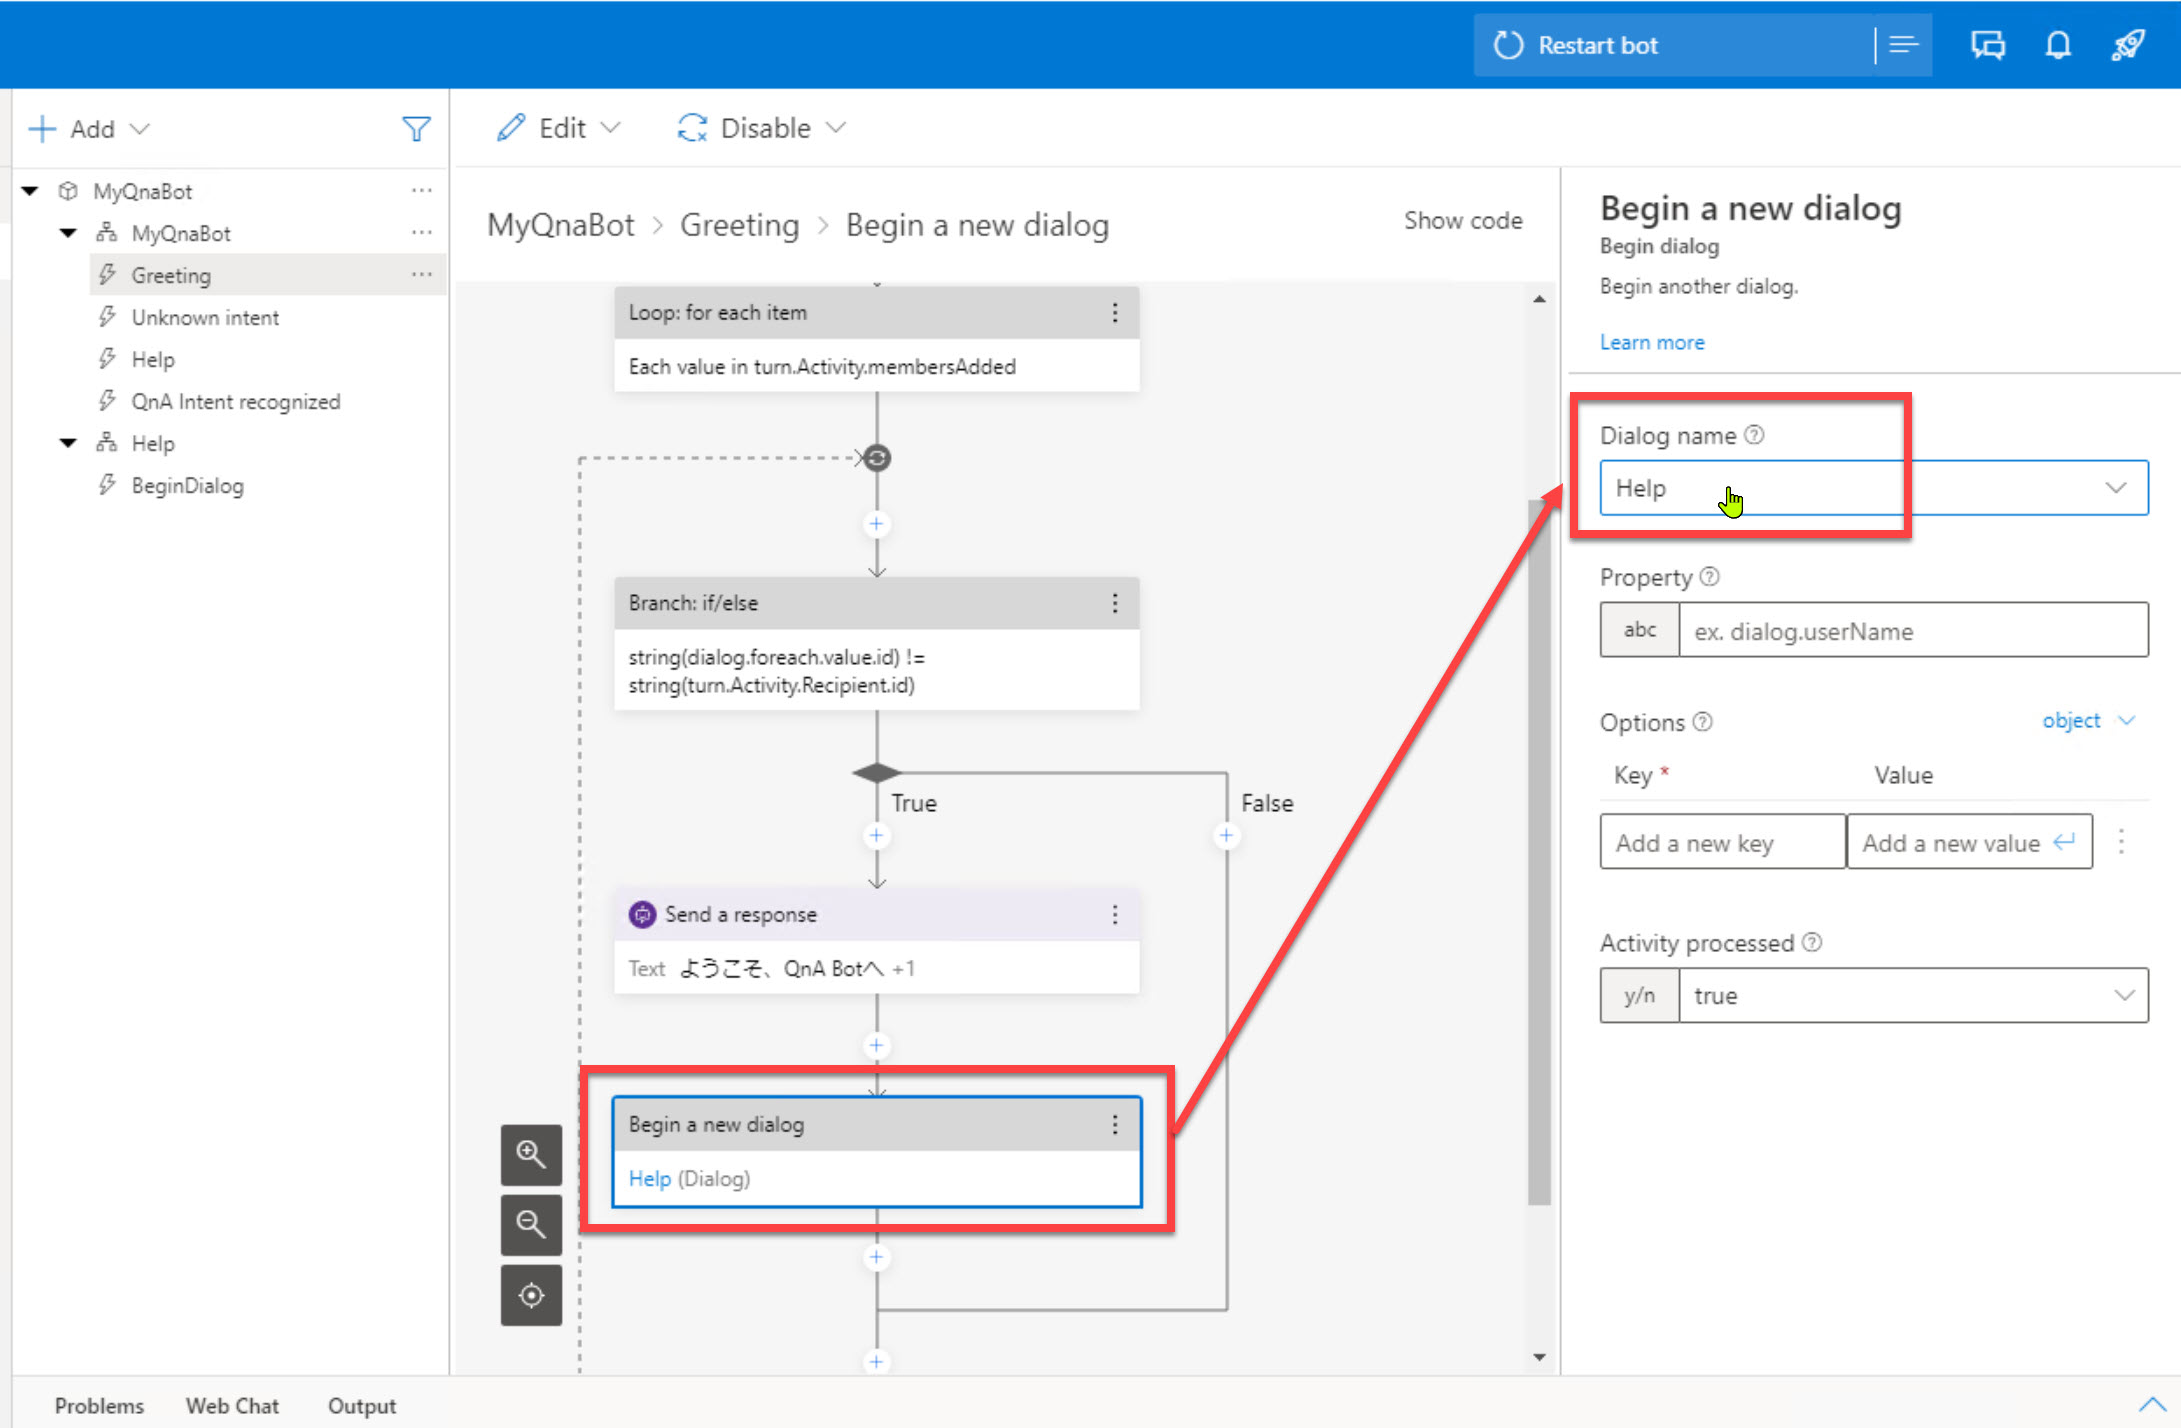 Restart bot
Add
Edit
Disable
MyQnaBot
MyQnaBot
Greeting
Unknown intent
Help
QnA Intent recognized
Help
BeginDialog
MyQnaBot > Greeting > Begin a new dialog
Show code
Loop: for each item
Each value in turn.Activity.membersAdded
Branch: if/else
string(dialog.foreach.value.id) !=
string(turn.Activity.Recipient.id)
True
False
Send a response
Text ようこそ、QnA Botへ +1
Begin a new dialog
Help (Dialog)
Begin a new dialog
Begin dialog
Begin another dialog.
Learn more
Dialog name
Help
Property
abc ex. dialog.userName
Options object
Key * Value
Add a new key Add a new value
Activity processed
y/n true
Problems Web Chat Output